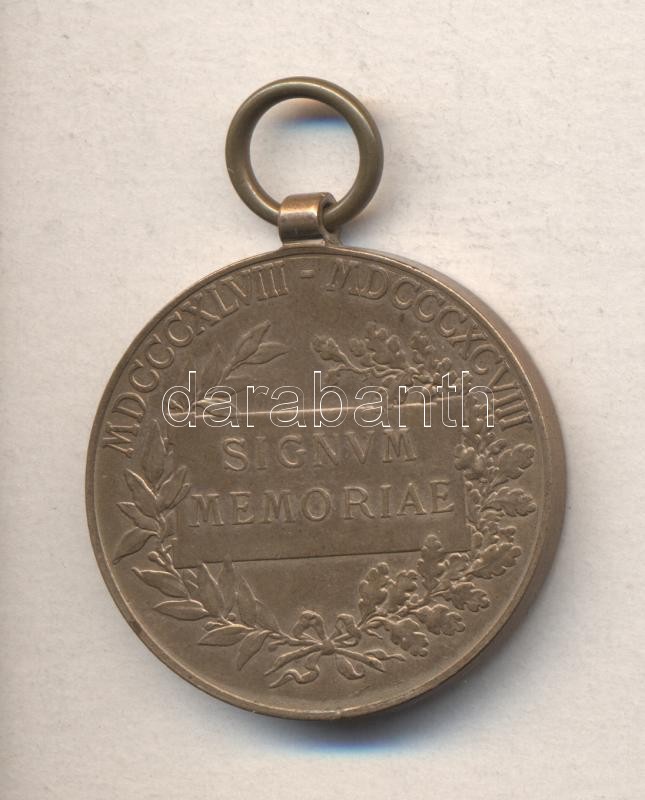 MDCCCXLVIII - MDCCCXCVIII
darabanth
SIGNVM
MEMORIAE